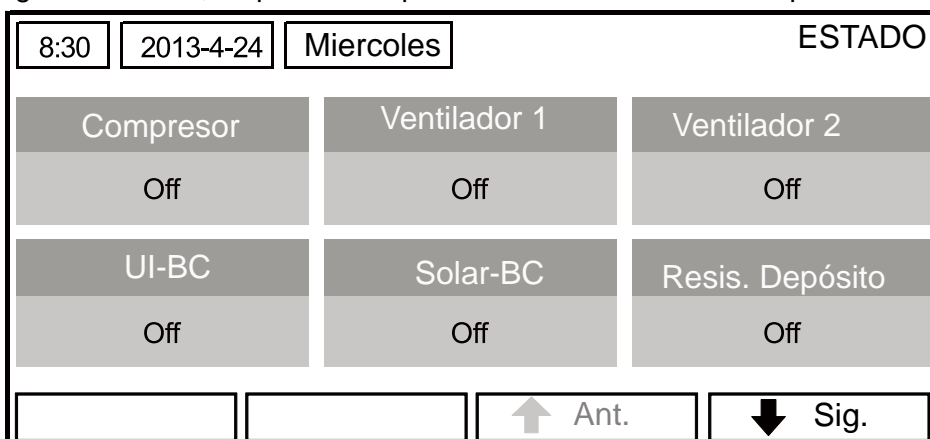 8:30 2013-4-24 Miercoles ESTADO
Compresor Ventilador 1 Ventilador 2
Off Off Off
UI-BC Solar-BC Resis. Depósito
Off Off Off
Ant. Sig.